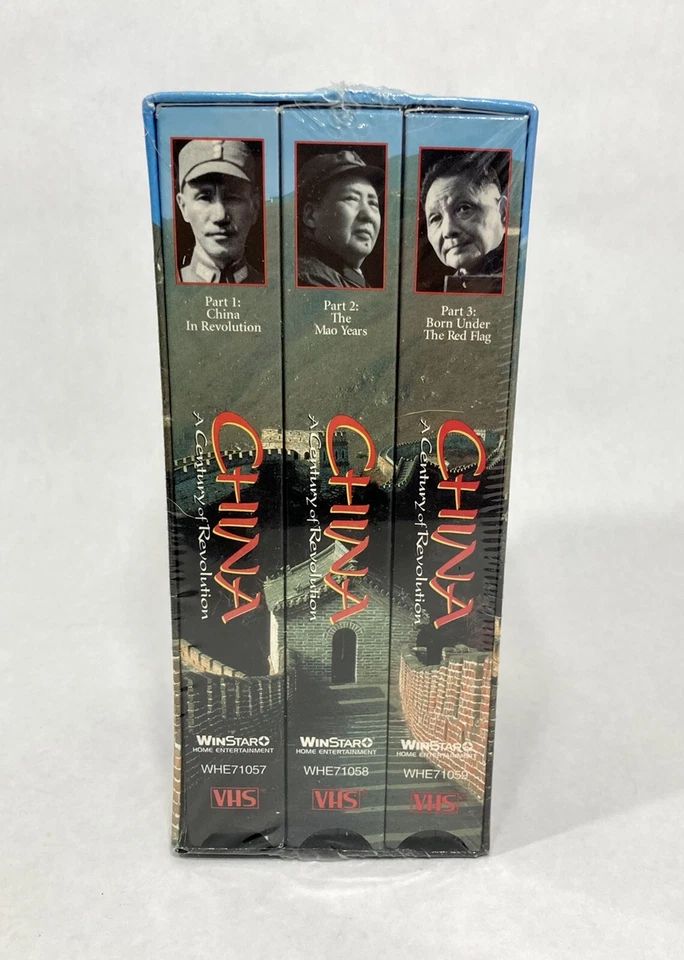 Part 1:
China
In Revolution
CHINA
A Century of Revolution
WINSTAR
HOME ENTERTAINMENT
WHE71057
VHS
Part 2:
The
Mao Years
CHINA
A Century of Revolution
WINSTAR
HOME ENTERTAINMENT
WHE71058
VHS
Part 3:
Born Under
The Red Flag
CHINA
A Century of Revolution
WINSTAR
HOME ENTERTAINMENT
WHE71059
VHS